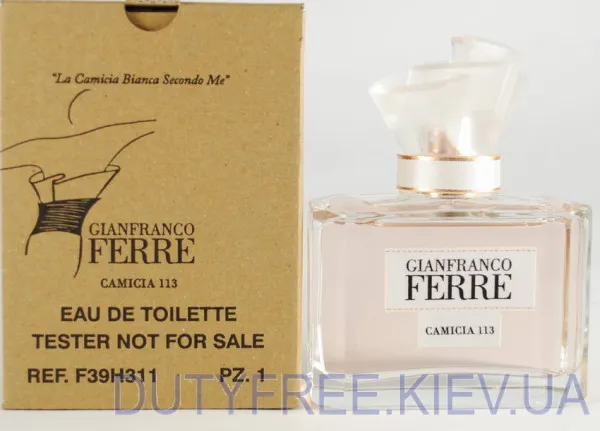 "La Camicia Bianca Secondo Me"
GIANFRANCO
FERRE
CAMICIA 113
EAU DE TOILETTE
TESTER NOT FOR SALE
REF. F39H311 PZ. 1
GIANFRANCO
FERRE
CAMICIA 113
DUTYFREE.KIEV.UA